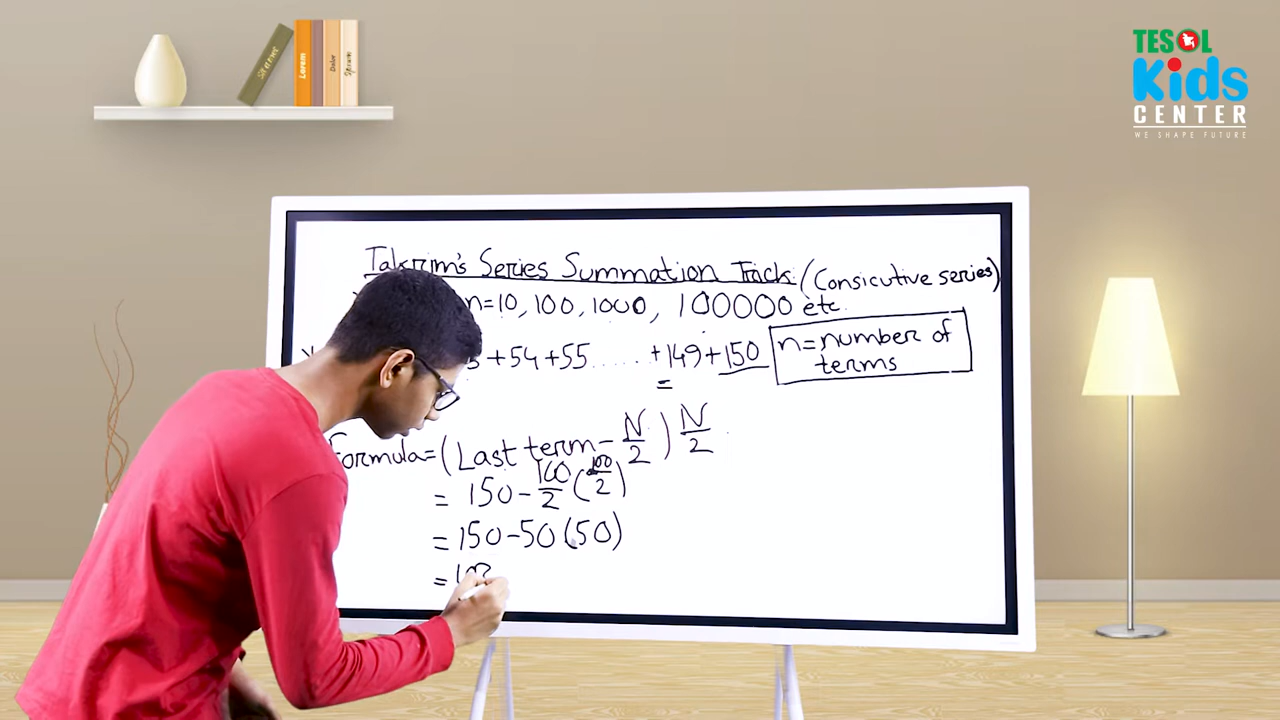 TESOL
Kids
CENTER
WE SHAPE FUTURE
Lorem
Dolor
Takrim's Series Summation Trick (Consicutive series)
n=10, 100, 1000, 100000 etc.
+54+55...... +149+150
=
n=number of
terms
Formula=(Last term-N/2)N/2
=150-100/2(100/2)
=150-50(50)
=